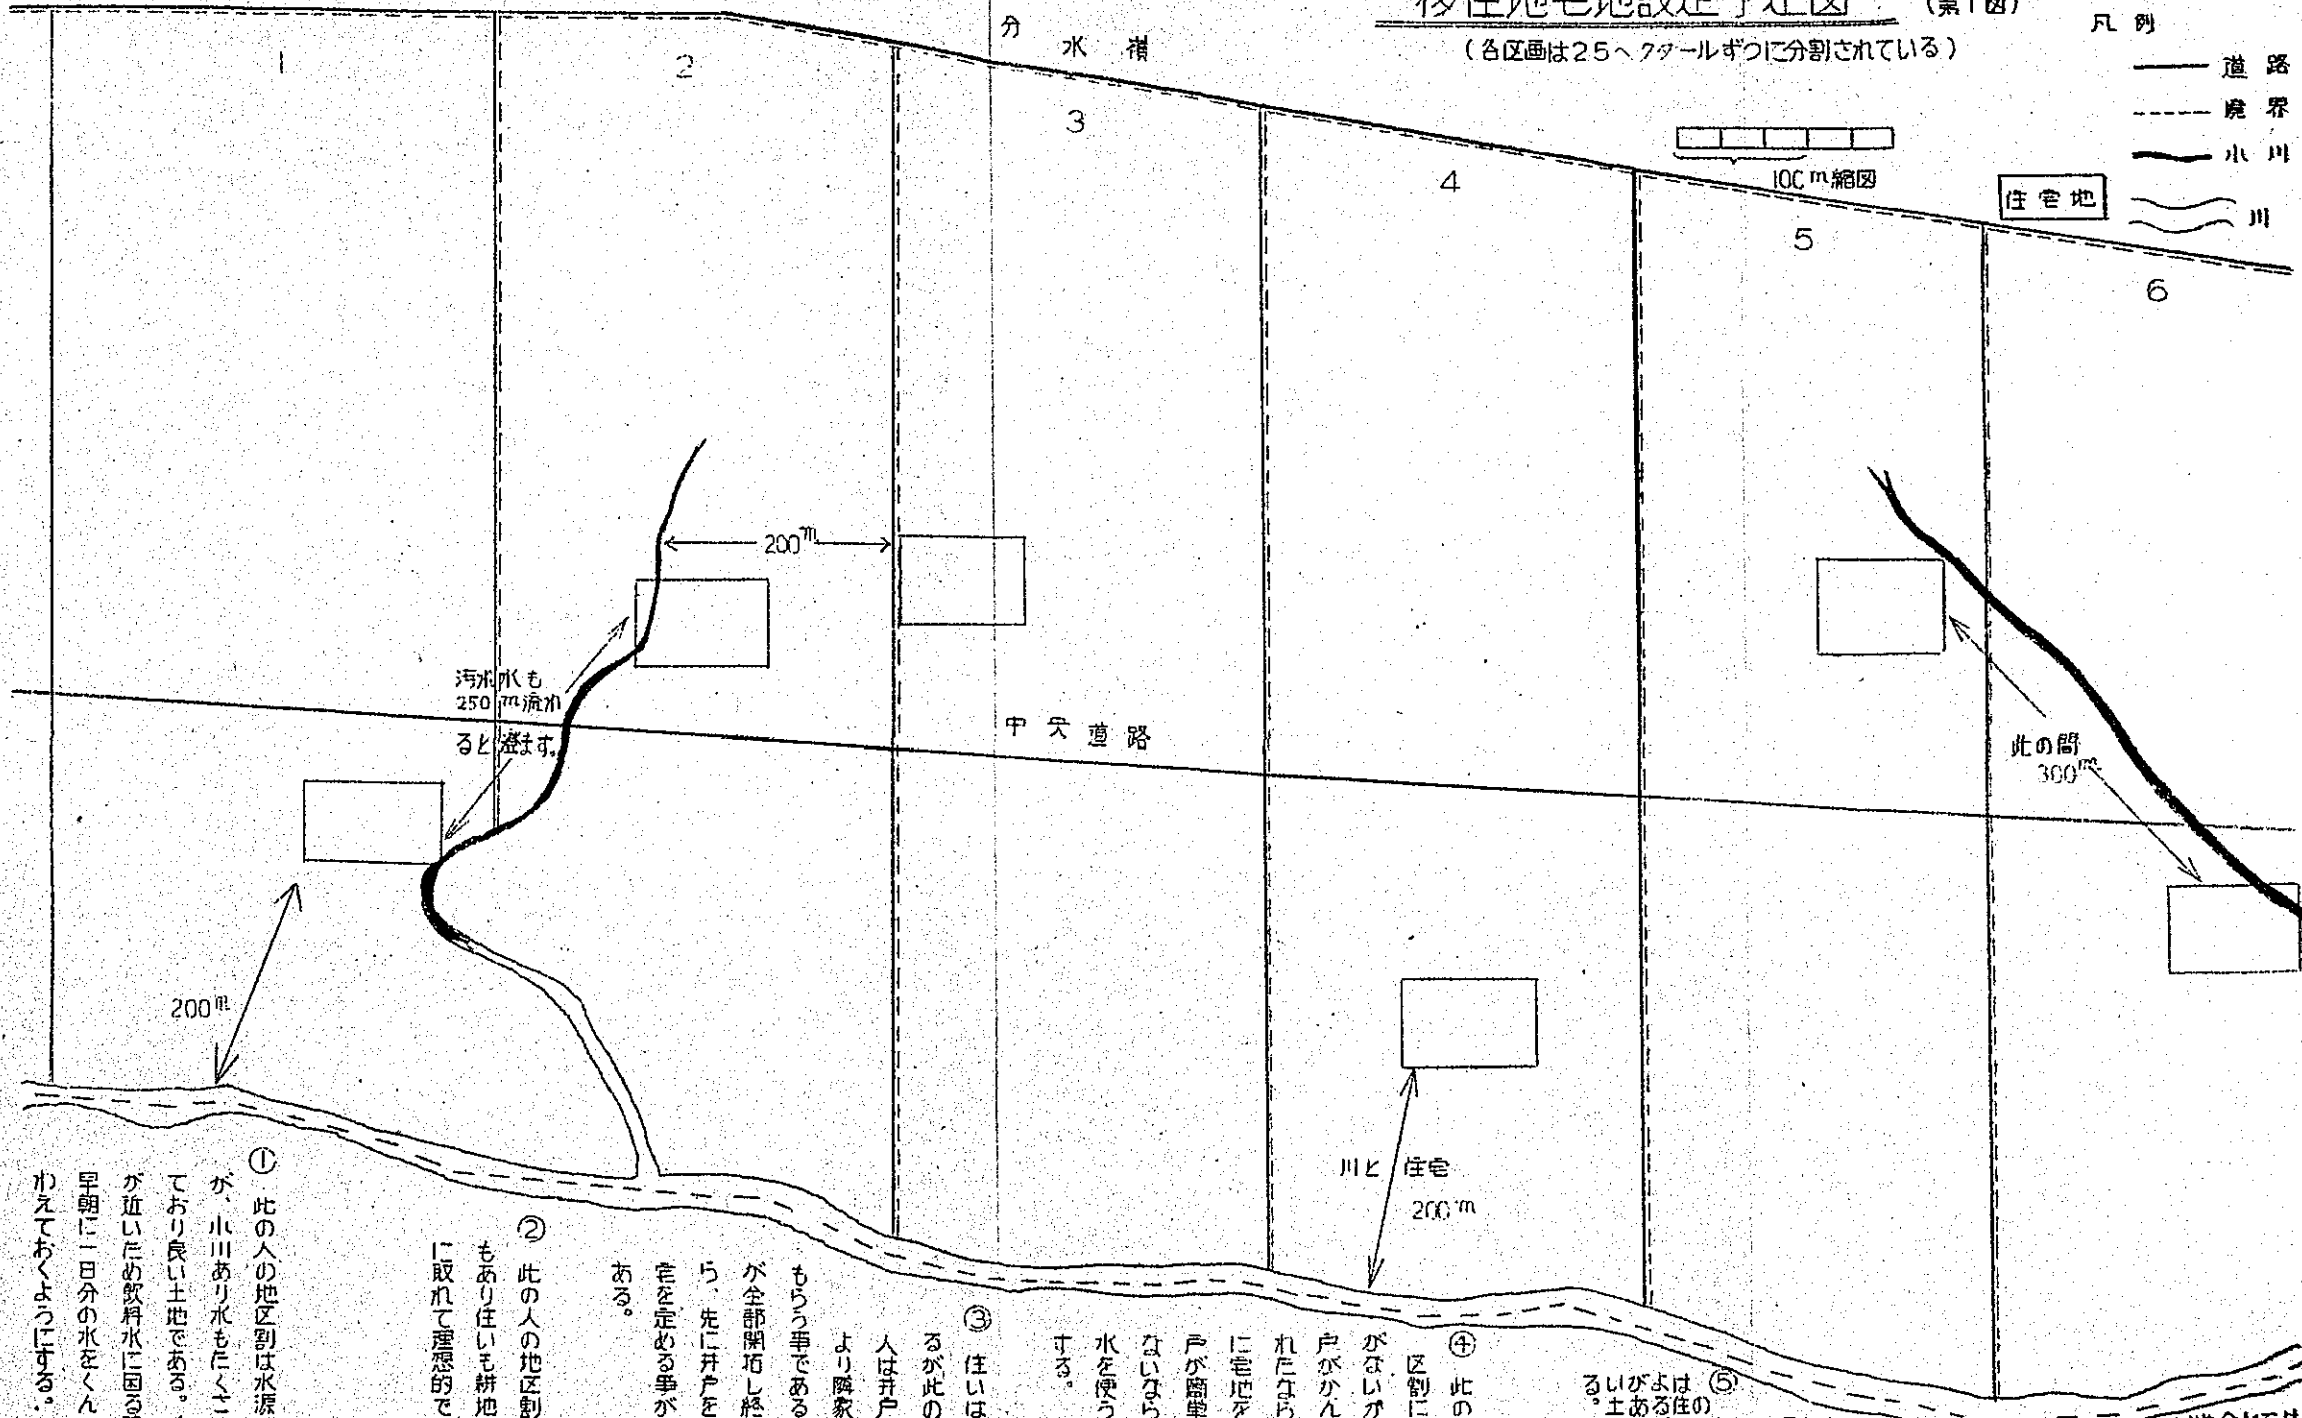 移住地宅地設定予定図 (第1図)
(各区画は25ヘクタールずつに分割されている)
凡例
道路
境界
小川
住宅地
川
100m縮図
分水嶺
1
2
3
4
5
6
200m
汚水水も
250m流れ
ると澄ます。
中央道路
此の間
300m
200m
川と住宅
200m
① 此の人の地区割は水源
が、小川あり水もたくさ
ており良い土地である。
が近いため飲料水に困る
早朝に一日分の水をくん
わえておくようにする。
② 此の人の地区割
もあり住いも耕地
に取れて理想的で
ある。
③ 住いは
るが此の
人は井戸
より隣家
もらう事である
が全部開拓し終
ら、先に井戸を
宅を定める事が
④ 此の
区割に
がないが
戸がかん
れたなら
に宅地を
戸が簡単
ないなら
水を使う
する。
⑤
は住の
よる
があ
い土
る。